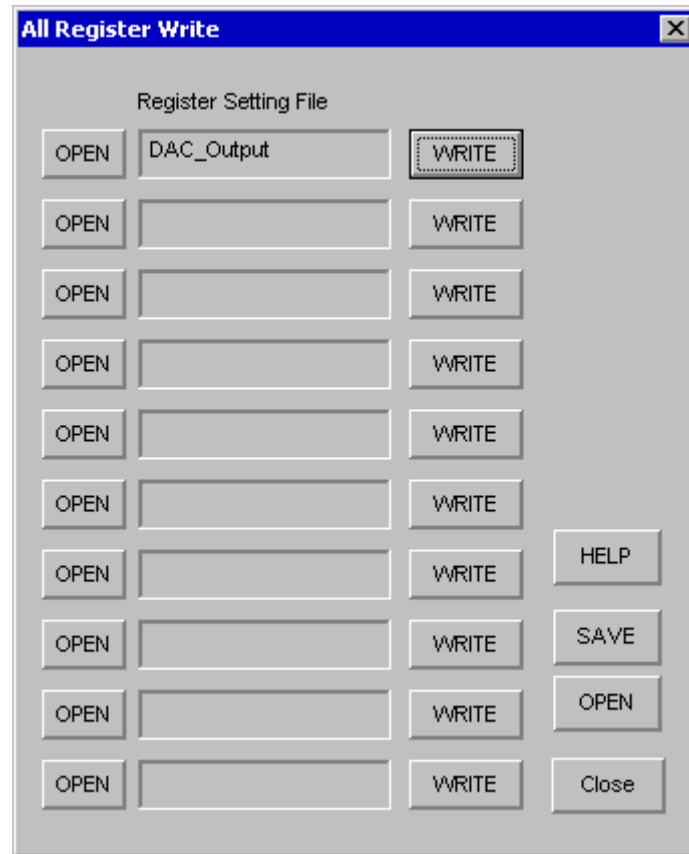 All Register Write
Register Setting File
OPEN DAC_Output WRITE
OPEN WRITE
OPEN WRITE
OPEN WRITE
OPEN WRITE
OPEN WRITE
OPEN WRITE HELP
OPEN WRITE SAVE
OPEN WRITE OPEN
OPEN WRITE Close